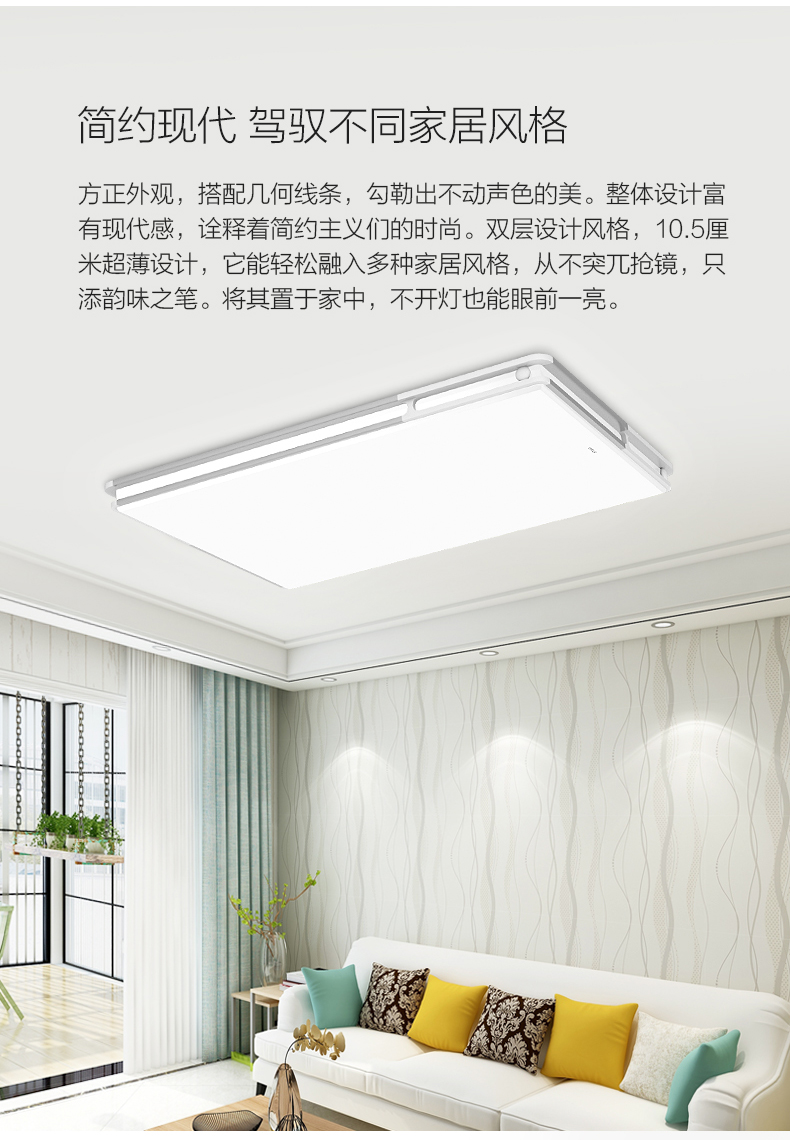 简约现代 驾驭不同家居风格
方正外观，搭配几何线条，勾勒出不动声色的美。整体设计富
有现代感，诠释着简约主义们的时尚。双层设计风格，10.5厘
米超薄设计，它能轻松融入多种家居风格，从不突兀抢镜，只
添韵味之笔。将其置于家中，不开灯也能眼前一亮。